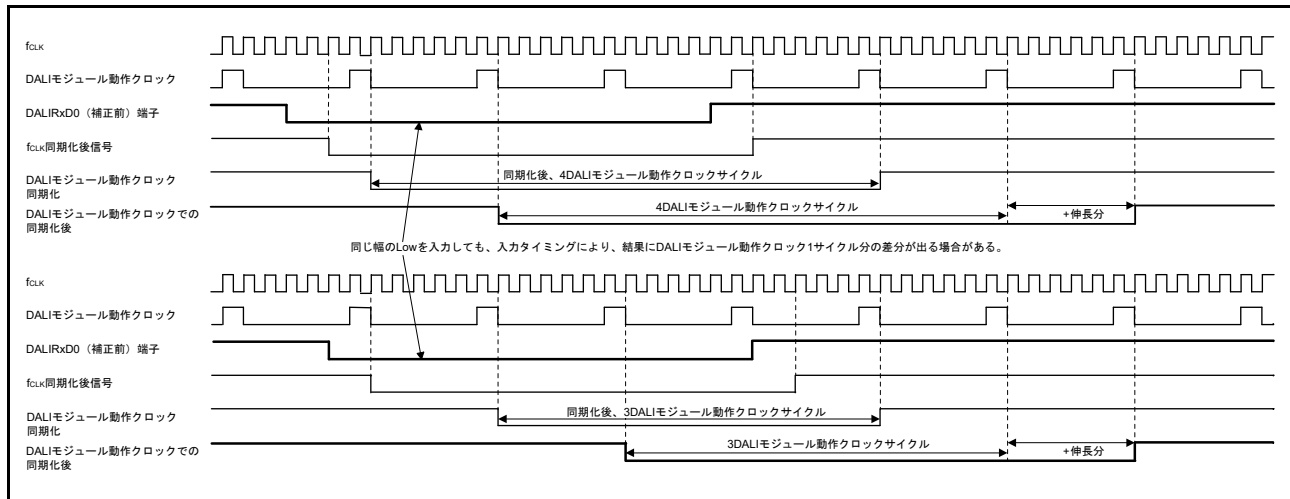 fCLK
DALIモジュール動作クロック
DALIRxD0（補正前）端子
fCLK同期化後信号
DALIモジュール動作クロック
同期化
同期化後、4DALIモジュール動作クロックサイクル
DALIモジュール動作クロックでの
同期化後
4DALIモジュール動作クロックサイクル
+伸長分
同じ幅のLowを入力しても、入力タイミングにより、結果にDALIモジュール動作クロック1サイクル分の差分が出る場合がある。
fCLK
DALIモジュール動作クロック
DALIRxD0（補正前）端子
fCLK同期化後信号
DALIモジュール動作クロック
同期化
同期化後、3DALIモジュール動作クロックサイクル
DALIモジュール動作クロックでの
同期化後
3DALIモジュール動作クロックサイクル
+伸長分